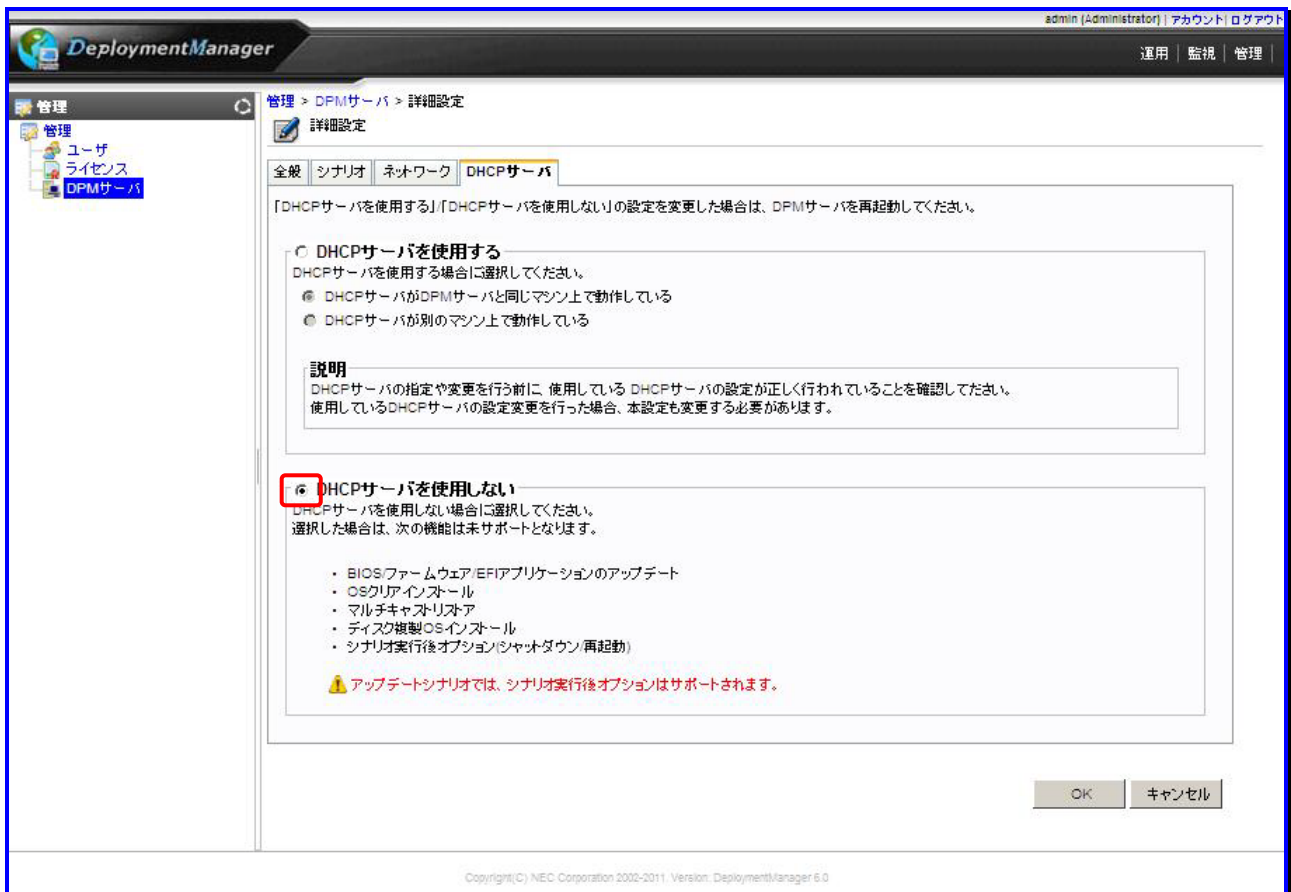 admin (Administrator) | アカウント | ログアウト
DeploymentManager
運用 | 監視 | 管理 |
管理
管理 > DPMサーバ > 詳細設定
詳細設定
管理
ユーザ
ライセンス
DPMサーバ
全般 シナリオ ネットワーク DHCPサーバ
「DHCPサーバを使用する」/「DHCPサーバを使用しない」の設定を変更した場合は、DPMサーバを再起動してください。
DHCPサーバを使用する
DHCPサーバを使用する場合に選択してください。
DHCPサーバがDPMサーバと同じマシン上で動作している
DHCPサーバが別のマシン上で動作している
説明
DHCPサーバの指定や変更を行う前に、使用している DHCPサーバの設定が正しく行われていることを確認してださい。
使用しているDHCPサーバの設定変更を行った場合、本設定も変更する必要があります。
DHCPサーバを使用しない
DHCPサーバを使用しない場合に選択してください。
選択した場合は、次の機能は未サポートとなります。
・ BIOS/ファームウェア/EFIアプリケーションのアップデート
・ OSクリアインストール
・ マルチキャストリストア
・ ディスク複製OSインストール
・ シナリオ実行後オプション(シャットダウン/再起動)
アップデートシナリオでは、シナリオ実行後オプションはサポートされます。
OK キャンセル
Copyright(C) NEC Corporation 2002-2011. Version: DeploymentManager 6.0